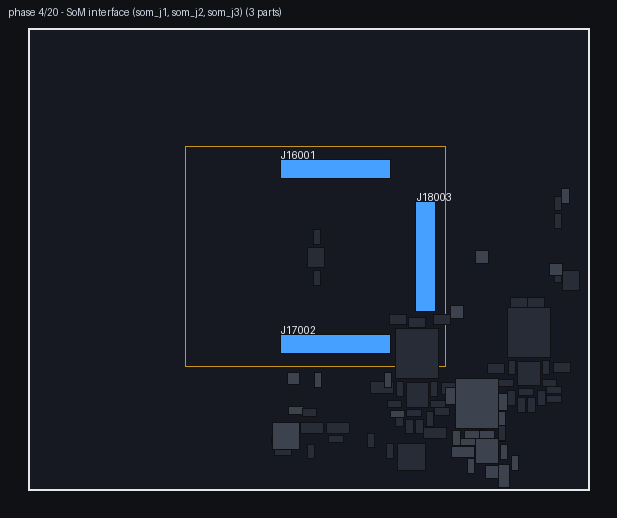 phase 4/20 - SoM interface (som_j1, som_j2, som_j3) (3 parts)
J16001
J18003
J17002